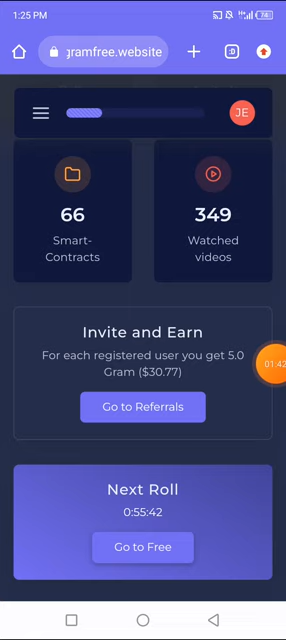 1:25 PM
gramfree.website
:D
JE
66
Smart-
Contracts
349
Watched
videos
Invite and Earn
For each registered user you get 5.0
Gram ($30.77)
Go to Referrals
01:42
Next Roll
0:55:42
Go to Free